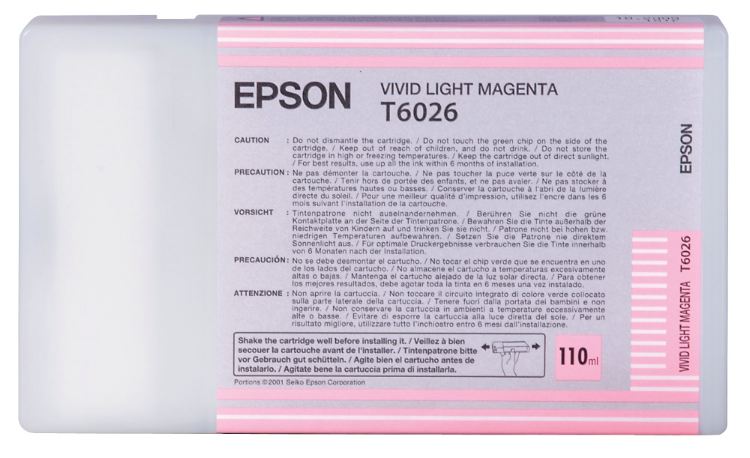 EPSON
VIVID LIGHT MAGENTA
T6026
CAUTION : Do not dismantle the cartridge. / Do not touch the green chip on the side of the
cartridge. / Keep out of reach of children, and do not drink. / Do not store the
cartridge in high or freezing temperatures. / Keep the cartridge out of direct sunlight.
/ For best results, use up all the ink within 6 months of installation.
PRECAUTION : Ne pas démonter la cartouche. / Ne pas toucher la puce verte sur le côté de la
cartouche. / Tenir hors de portée des enfants, et ne pas avaler. / Ne pas stocker à
des températures hautes ou basses. / Conserver la cartouche à l'abri de la lumière
directe du soleil. / Pour une meilleur qualité d'impression, utilisez l'encre dans les 6
mois suivant l'installation de la cartouche.
VORSICHT : Tintenpatrone nicht auseinandernehmen. / Berühren Sie nicht die grüne
Kontaktplatte an der Seite der Tintenpatrone. / Bewahren Sie die Tinte außerhalb der
Reichweite von Kindern auf und trinken Sie sie nicht. / Patrone nicht bei hohen bzw.
niedrigen Temperaturen aufbewahren. / Setzen Sie die Patrone nie direktem
Sonnenlicht aus. / Für optimale Druckergebnisse verbrauchen Sie die Tinte innerhalb
von 6 Monaten nach der Installation.
PRECAUCIÓN : No se debe desmontar el cartucho. / No tocar el chip verde que se encuentra en uno
de los lados del cartucho. / No almacene el cartucho a temperaturas excesivamente
altas o bajas. / Mantenga el cartucho alejado de la luz solar directa. / Para obtener
los mejores resultados, debe agotar toda la tinta en 6 meses una vez instalado.
ATTENZIONE : Non aprire la cartuccia. / Non toccare il circuito integrato di colore verde collocato
sulla parte laterale della cartuccia. / Tenere fuori dalla portata dei bambini e non
ingerire. / Non conservare la cartuccia in ambienti a temperature eccessivamente
alte o basse. / Evitare di esporre la cartuccia alla luce diretta del sole. / Per un
risultato migliore, utilizzare tutto l'inchiostro entro 6 mesi dall'installazione.
Shake the cartridge well before installing it. / Veillez à bien
secouer la cartouche avant de l'installer. / Tintenpatrone bitte
vor Gebrauch gut schütteln. / Agite bien el cartucho antes de
instalarlo. / Agitate bene la cartuccia prima di installarla.
110ml
Portions ©2001 Seiko Epson Corporation
EPSON
VIVID LIGHT MAGENTA T6026